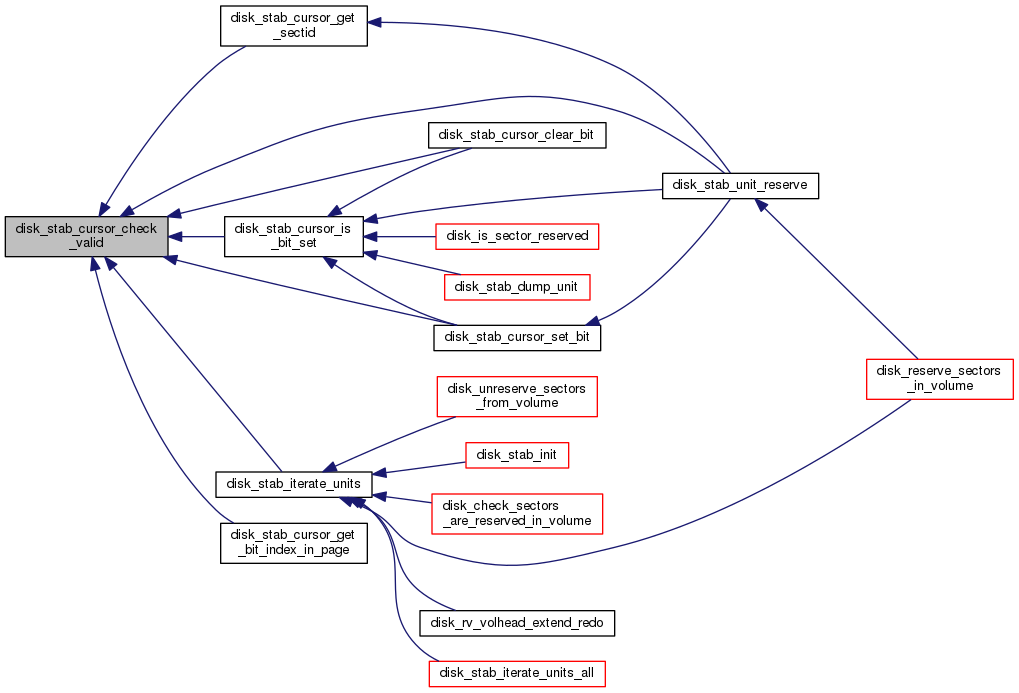 disk_stab_cursor_get
_sectid
disk_stab_cursor_clear_bit
disk_stab_unit_reserve
disk_stab_cursor_check
_valid
disk_stab_cursor_is
_bit_set
disk_is_sector_reserved
disk_stab_dump_unit
disk_stab_cursor_set_bit
disk_reserve_sectors
_in_volume
disk_unreserve_sectors
_from_volume
disk_stab_init
disk_stab_iterate_units
disk_check_sectors
_are_reserved_in_volume
disk_stab_cursor_get
_bit_index_in_page
disk_rv_volhead_extend_redo
disk_stab_iterate_units_all